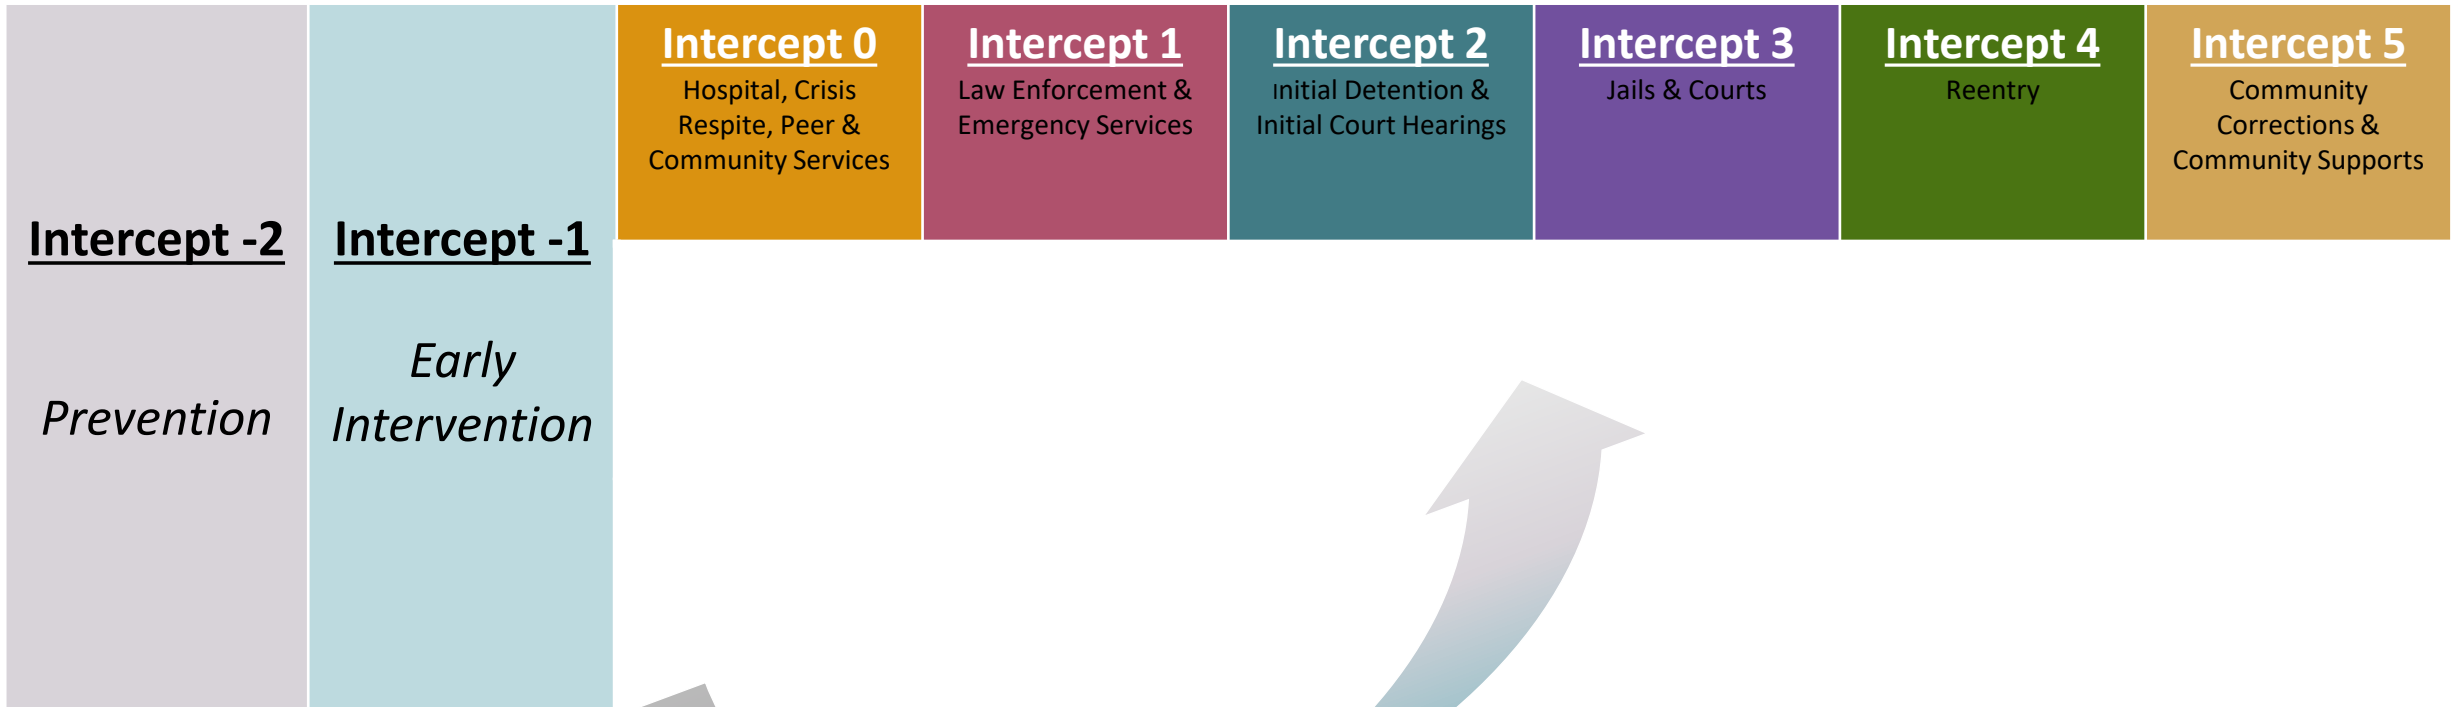 Intercept -2
Prevention
Intercept -1
Early
Intervention
Intercept 0
Hospital, Crisis
Respite, Peer &
Community Services
Intercept 1
Law Enforcement &
Emergency Services
Intercept 2
Initial Detention &
Initial Court Hearings
Intercept 3
Jails & Courts
Intercept 4
Reentry
Intercept 5
Community
Corrections &
Community Supports